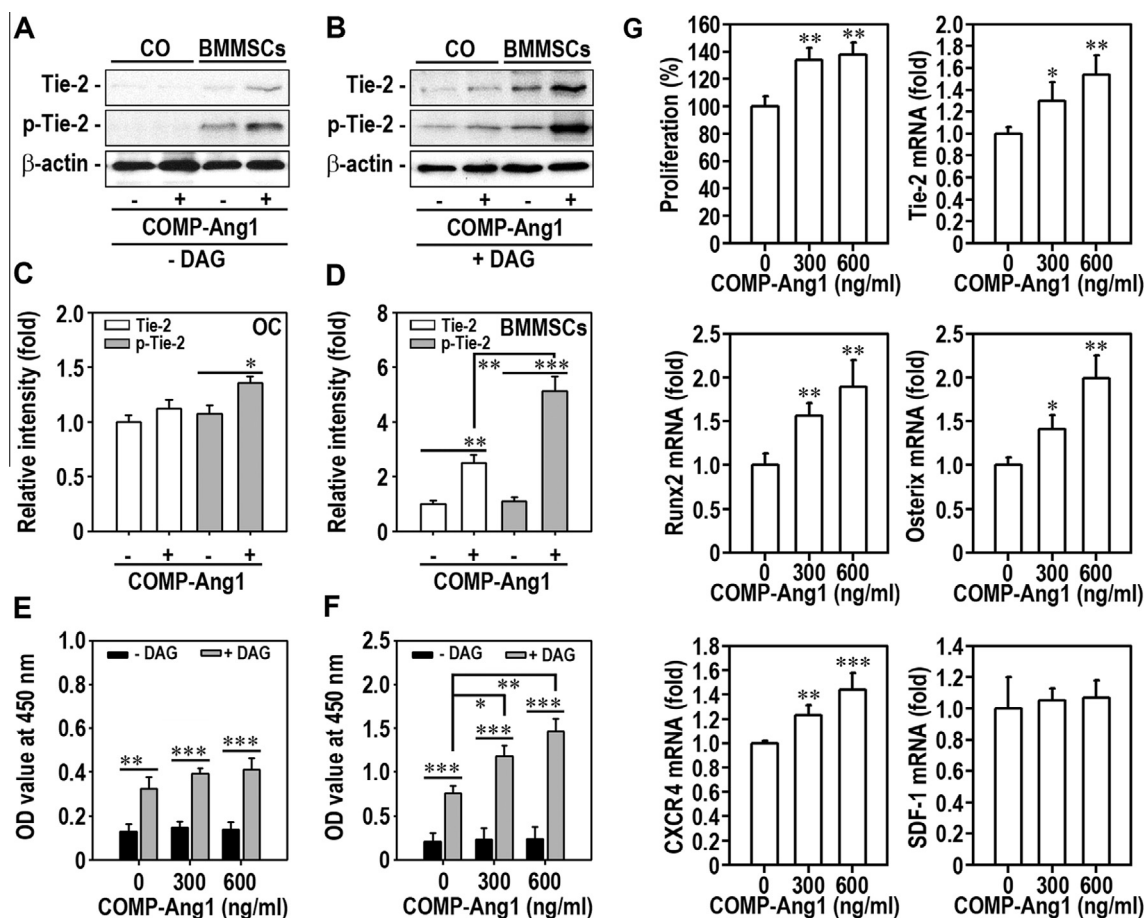 A
CO BMMSCs
Tie-2 -
p-Tie-2 -
β-actin -
- + - +
COMP-Ang1
- DAG
B
CO BMMSCs
Tie-2 -
p-Tie-2 -
β-actin -
- + - +
COMP-Ang1
+ DAG
C
Relative intensity (fold)
2.0
1.5
1.0
0.5
0
Tie-2
p-Tie-2
OC
*
- + - +
COMP-Ang1
D
Relative intensity (fold)
8
6
4
2
0
Tie-2
p-Tie-2
BMMSCs
** ***
**
- + - +
COMP-Ang1
E
OD value at 450 nm
1.0
0.8
0.6
0.4
0.2
0
- DAG + DAG
** *** ***
0 300 600
COMP-Ang1 (ng/ml)
F
OD value at 450 nm
2.5
2.0
1.5
1.0
0.5
0
- DAG + DAG
**
*
*** *** ***
0 300 600
COMP-Ang1 (ng/ml)
G
Proliferation (%)
160
140
120
100
80
60
40
20
0
** **
0 300 600
COMP-Ang1 (ng/ml)
Tie-2 mRNA (fold)
2.0
1.8
1.6
1.4
1.2
1.0
0.8
0.6
0.4
0.2
0
* **
0 300 600
COMP-Ang1 (ng/ml)
Runx2 mRNA (fold)
2.5
2.0
1.5
1.0
0.5
0
** **
0 300 600
COMP-Ang1 (ng/ml)
Osterix mRNA (fold)
2.5
2.0
1.5
1.0
0.5
0
* **
0 300 600
COMP-Ang1 (ng/ml)
CXCR4 mRNA (fold)
1.8
1.6
1.4
1.2
1.0
0.8
0.6
0.4
0.2
0
** ***
0 300 600
COMP-Ang1 (ng/ml)
SDF-1 mRNA (fold)
1.4
1.2
1.0
0.8
0.6
0.4
0.2
0
0 300 600
COMP-Ang1 (ng/ml)